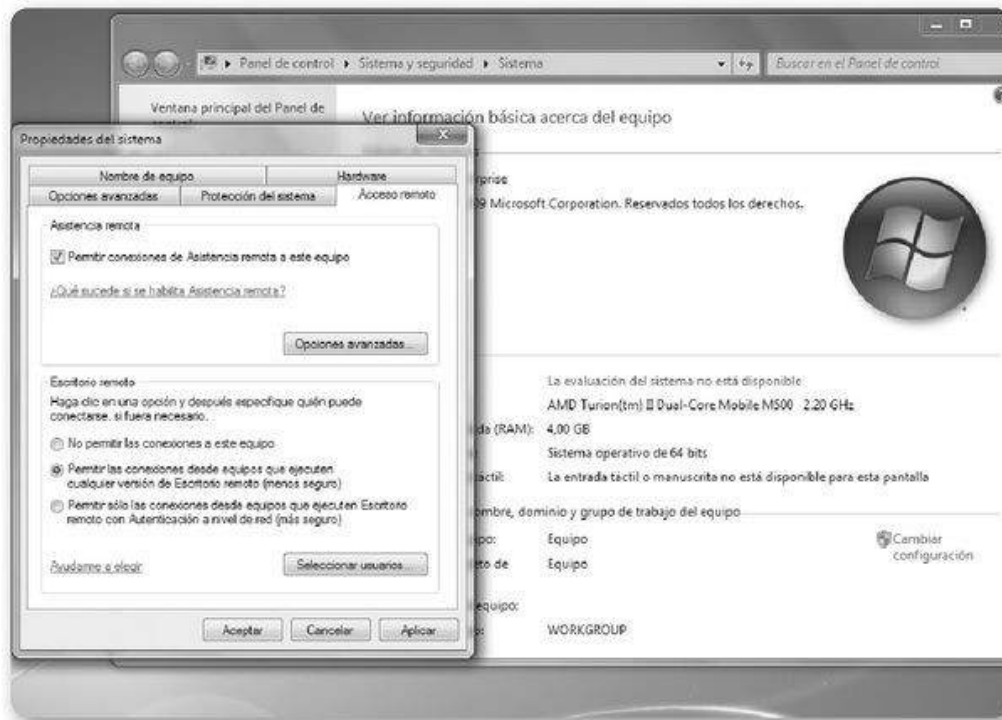 Panel de control ▸ Sistema y seguridad ▸ Sistema
Buscar en el Panel de control
Ventana principal del Panel de
Ver información básica acerca del equipo
Propiedades del sistema
Nombre de equipo
Hardware
Opciones avanzadas
Protección del sistema
Acceso remoto
Asistencia remota
Permitir conexiones de Asistencia remota a este equipo
¿Qué sucede si se habilita Asistencia remota?
Opciones avanzadas...
Escritorio remoto
Haga clic en una opción y después especifique quién puede
conectarse, si fuera necesario.
No permitir las conexiones a este equipo
Permitir las conexiones desde equipos que ejecuten
cualquier versión de Escritorio remoto (menos seguro)
Permitir sólo las conexiones desde equipos que ejecuten Escritorio
remoto con Autenticación a nivel de red (más seguro)
Ayudarme a elegir
Seleccionar usuarios...
Aceptar
Cancelar
Aplicar
rprise
09 Microsoft Corporation. Reservados todos los derechos.
La evaluación del sistema no está disponible
AMD Turion(tm) II Dual-Core Mobile M500 2.20 GHz
da (RAM): 4,00 GB
Sistema operativo de 64 bits
táctil: La entrada táctil o manuscrita no está disponible para esta pantalla
ombre, dominio y grupo de trabajo del equipo
ipo: Equipo
Cambiar
configuración
eto de Equipo
equipo:
WORKGROUP